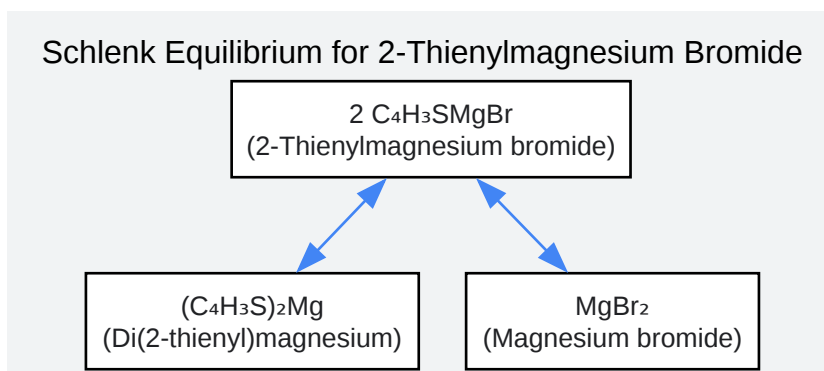 Schlenk Equilibrium for 2-Thienylmagnesium Bromide
2 C₄H₃SMgBr
(2-Thienylmagnesium bromide)
(C₄H₃S)₂Mg
(Di(2-thienyl)magnesium)
MgBr₂
(Magnesium bromide)